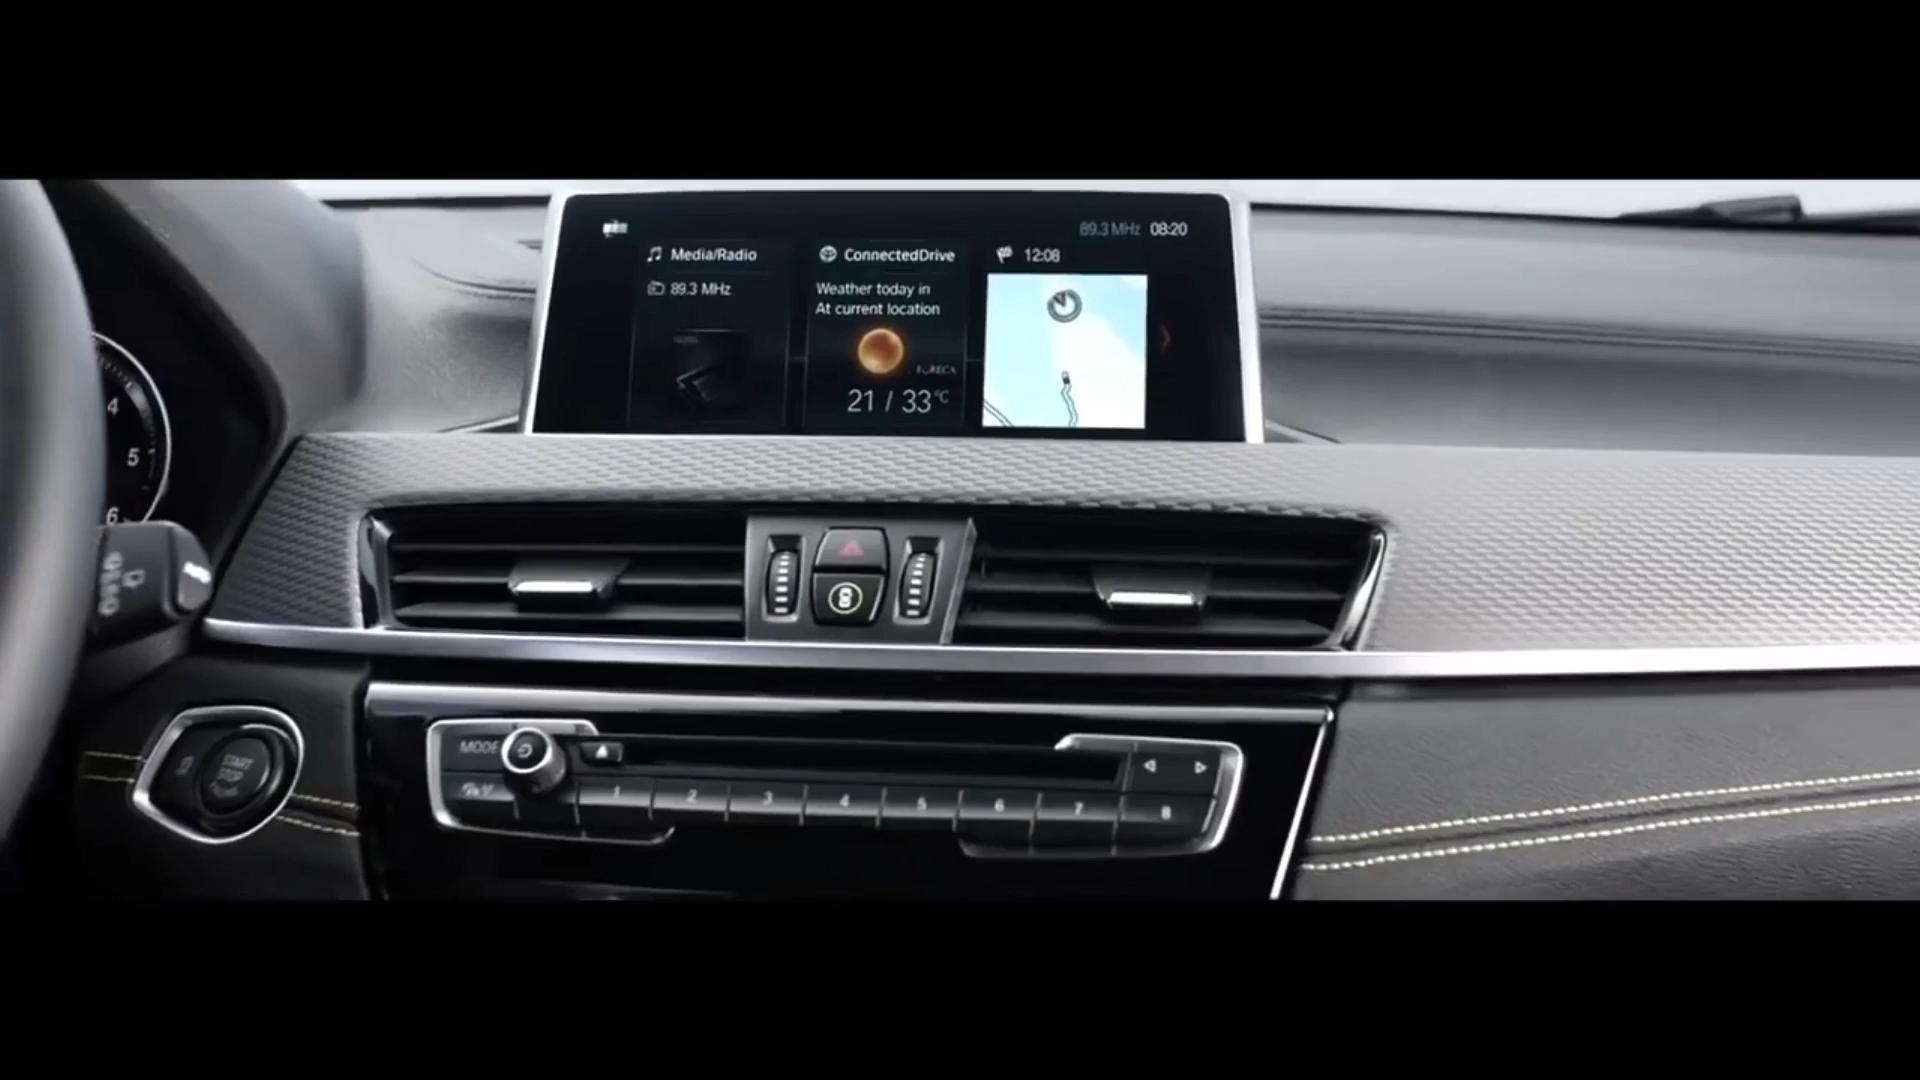 89.3 MHz 08:20
Media/Radio
ConnectedDrive
12:08
89.3 MHz
Weather today in
At current location
21 / 33°C
4
5
6
START
STOP
MODE
1 2 3 4 5 6 7 8